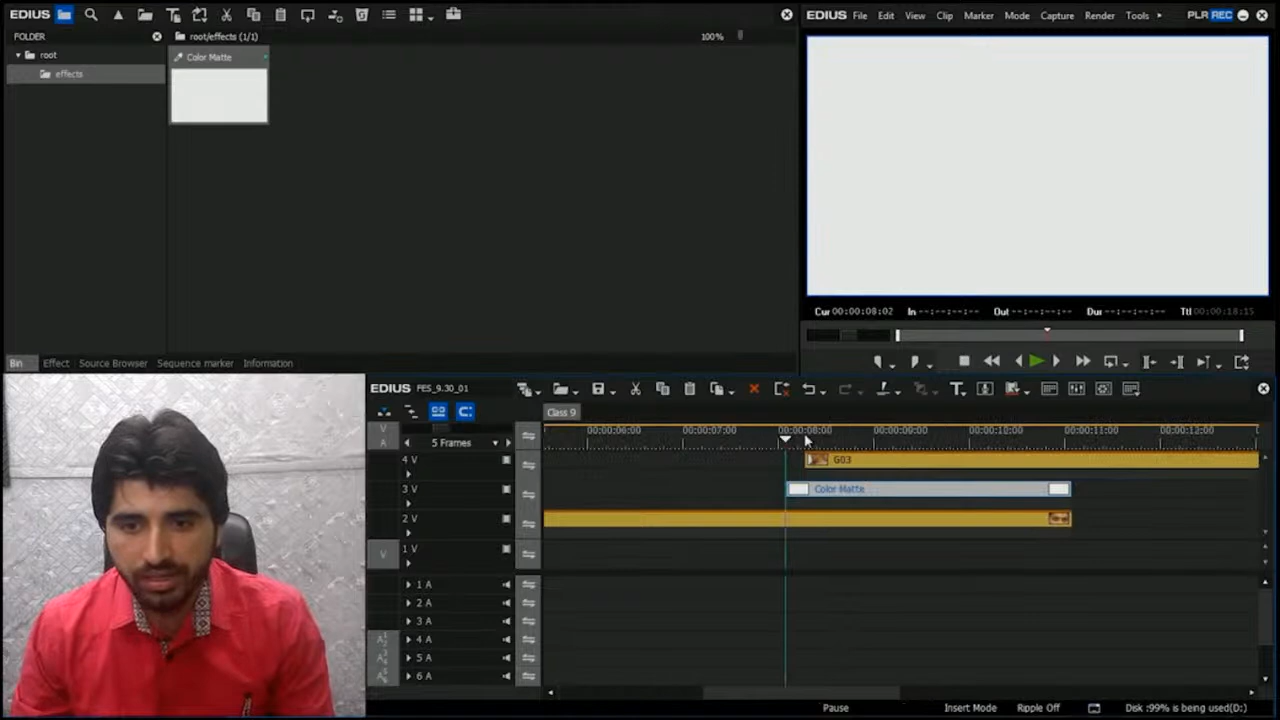 EDIUS
FOLDER
root/effects (1/1)
100%
root
effects
Color Matte
Bin Effect Source Browser Sequence marker Information
EDIUS File Edit View Clip Marker Mode Capture Render Tools PLR REC
Cur 00:00:08:02 In --:--:--:-- Out --:--:--:-- Dur --:--:--:-- Ttl 00:00:18:15
EDIUS FES_9.30_01
Class 9
V
A
5 Frames
00:00:06:00 00:00:07:00 00:00:08:00 00:00:09:00 00:00:10:00 00:00:11:00 00:00:12:00
4 V G03
3 V Color Matte
2 V
V 1 V
1 A
2 A
3 A
4 A
5 A
6 A
Pause Insert Mode Ripple Off Disk :99% is being used(D:)